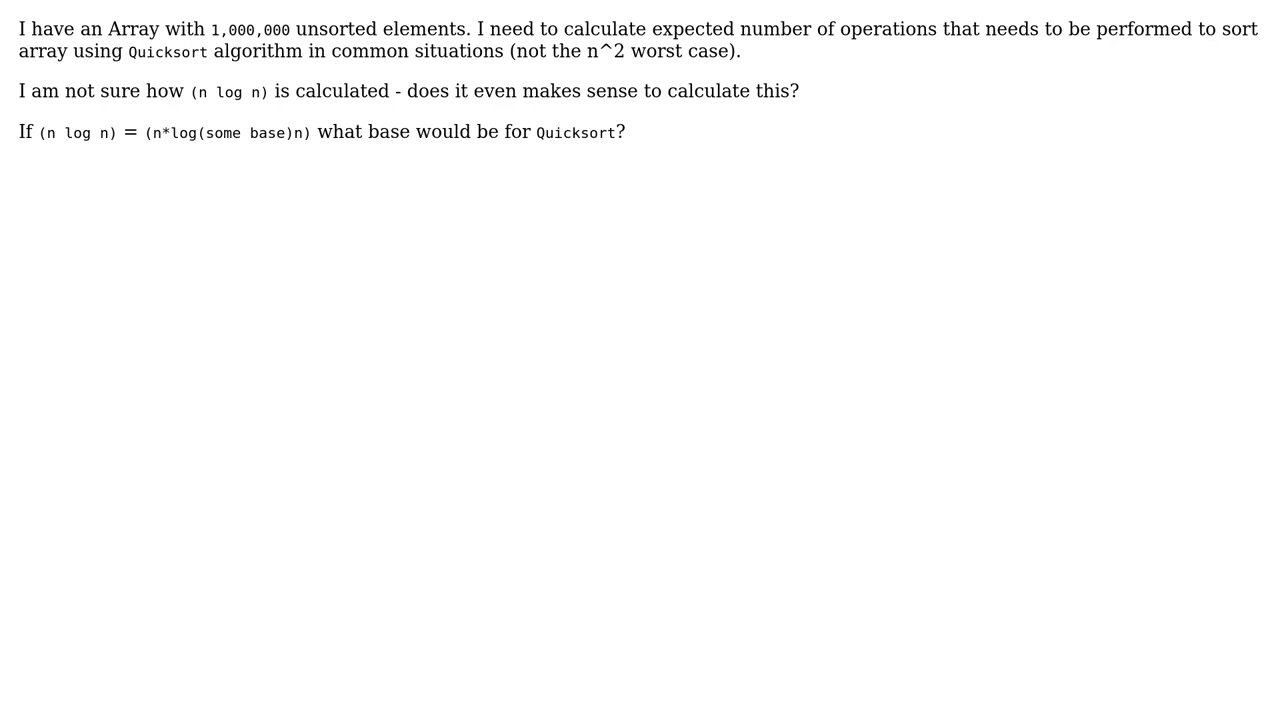 I have an Array with 1,000,000 unsorted elements. I need to calculate expected number of operations that needs to be performed to sort
array using Quicksort algorithm in common situations (not the n^2 worst case).
I am not sure how (n log n) is calculated - does it even makes sense to calculate this?
If (n log n) = (n*log(some base)n) what base would be for Quicksort?